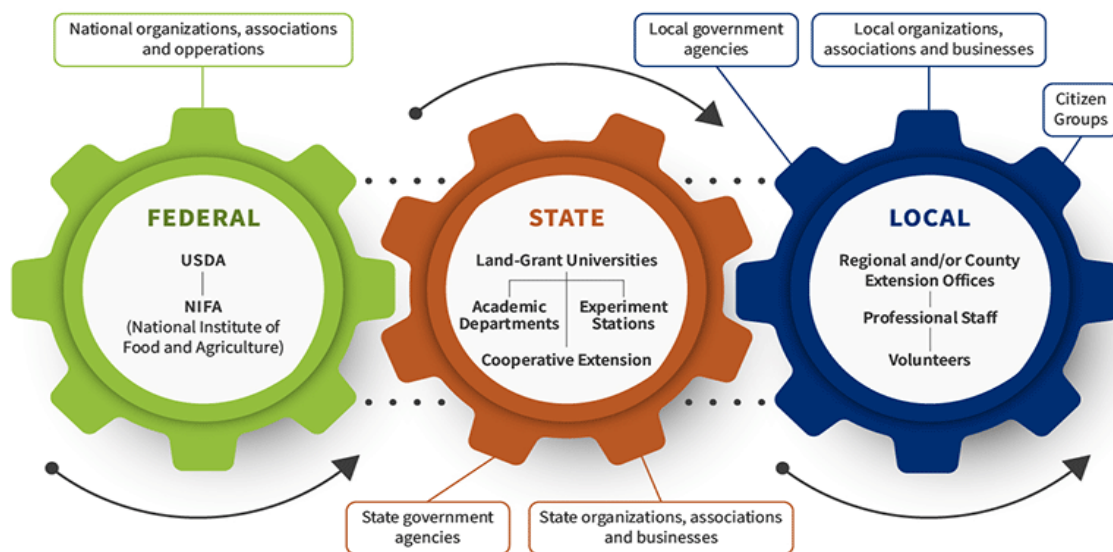 National organizations, associations
and opperations
Local government
agencies
Local organizations,
associations and businesses
Citizen
Groups
FEDERAL
USDA
NIFA
(National Institute of
Food and Agriculture)
STATE
Land-Grant Universities
Academic
Departments
Experiment
Stations
Cooperative Extension
LOCAL
Regional and/or County
Extension Offices
Professional Staff
Volunteers
State government
agencies
State organizations, associations
and businesses